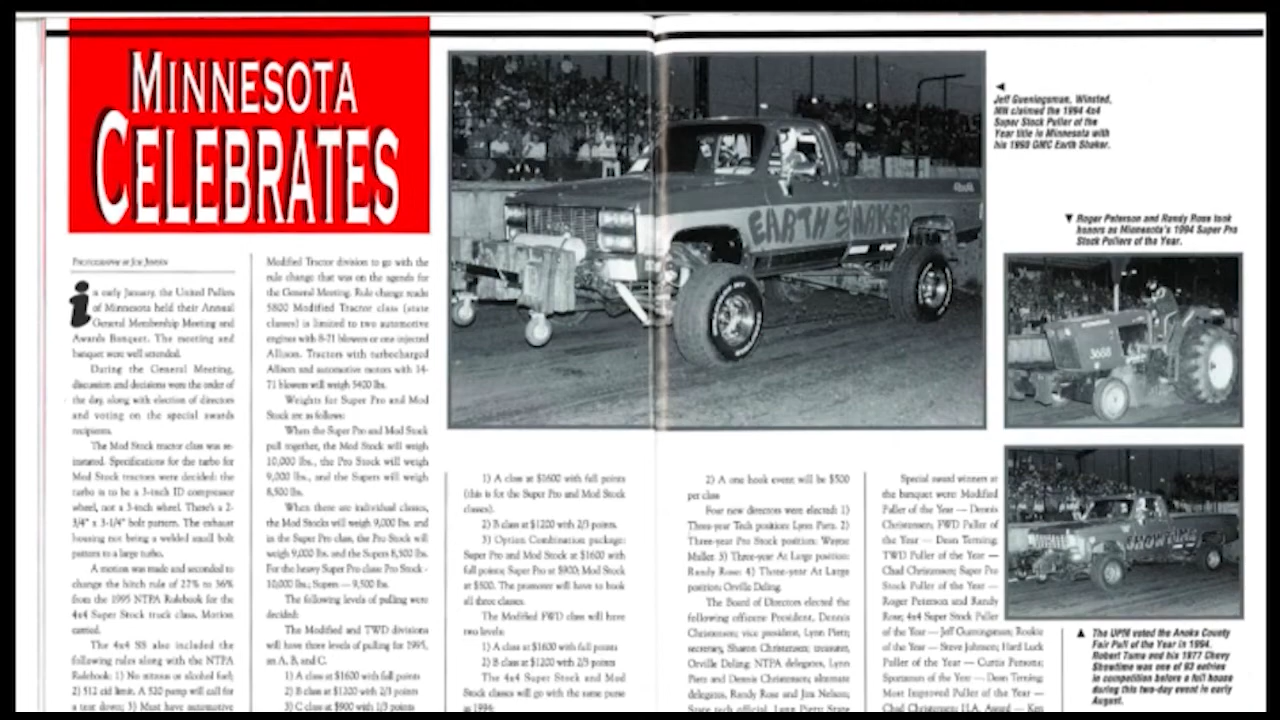 MINNESOTA
CELEBRATES
PHOTOGRAPHY BY JOE JENSEN
in early January, the United Pullers
of Minnesota held their Annual
General Membership Meeting and
Awards Banquet. The meeting and
banquet were well attended.
During the General Meeting,
discussion and decisions were the order of
the day, along with election of directors
and voting on the special awards
recipients.
The Mod Stock tractor class was re-
instated. Specifications for the turbo for
Mod Stock tractors were decided: the
turbo is to be a 3-inch ID compressor
wheel, not a 3-inch wheel. There's a 2-
3/4" x 3-1/4" bolt pattern. The exhaust
housing not being a welded small bolt
pattern to a large turbo.
A motion was made and seconded to
change the hitch rule of 27% to 36%
from the 1995 NTPA Rulebook for the
4x4 Super Stock truck class. Motion
carried.
The 4x4 SS also included the
following rules along with the NTPA
Rulebook: 1) No nitrous or alcohol fuel;
2) 512 cid limit. A 520 pump will call for
a tear down; 3) Must have automotive
Modified Tractor division to go with the
rule change that was on the agenda for
the General Meeting. Rule change reads:
5800 Modified Tractor class (state
classes) is limited to two automotive
engines with 8-71 blowers or one injected
Allison. Tractors with turbocharged
Allison and automotive motors with 14-
71 blowers will weigh 5400 lbs.
Weights for Super Pro and Mod
Stock are as follows:
When the Super Pro and Mod Stock
pull together, the Mod Stock will weigh
10,000 lbs., the Pro Stock will weigh
9,000 lbs., and the Supers will weigh
8,500 lbs.
When there are individual classes,
the Mod Stocks will weigh 9,000 lbs. and
in the Super Pro class, the Pro Stock will
weigh 9,000 lbs. and the Supers 8,500 lbs.
For the heavy Super Pro class: Pro Stock -
10,000 lbs.; Supers — 9,500 lbs.
The following levels of pulling were
decided:
The Modified and TWD divisions
will have three levels of pulling for 1995,
an A, B, and C.
1) A class at $1600 with full points
2) B class at $1200 with 2/3 points
3) C class at $900 with 1/3 points
1) A class at $1600 with full points
(this is for the Super Pro and Mod Stock
classes).
2) B class at $1200 with 2/3 points.
3) Option Combination package:
Super Pro and Mod Stock at $1600 with
full points; Super Pro at $900; Mod Stock
at $500. The promoter will have to book
all three classes.
The Modified FWD class will have
two levels:
1) A class at $1600 with full points
2) B class at $1200 with 2/3 points
The 4x4 Super Stock and Mod
Stock classes will go with the same purse
as 1994:
2) A one hook event will be $500
per class
Four new directors were elected: 1)
Three-year Tech position: Lynn Pietz. 2)
Three-year Pro Stock position: Wayne
Muller. 3) Three-year At Large position:
Randy Rose. 4) Three-year At Large
position: Orville Daling.
The Board of Directors elected the
following officers: President, Dennis
Christensen; vice president, Lynn Pietz;
secretary, Sharon Christensen; treasurer,
Orville Daling; NTPA delegates, Lynn
Pietz and Dennis Christensen; alternate
delegates, Randy Rose and Jim Nelson;
State tech official, Lynn Pietz; State
Special award winners at
the banquet were: Modified
Puller of the Year — Dennis
Christensen; FWD Puller of
the Year — Dean Terning;
TWD Puller of the Year —
Chad Christensen; Super Pro
Stock Puller of the Year —
Roger Peterson and Randy
Rose; 4x4 Super Stock Puller
of the Year — Jeff Gueningsman; Rookie
of the Year — Steve Johnson; Hard Luck
Puller of the Year — Curtis Persons;
Sportsman of the Year — Dean Terning;
Most Improved Puller of the Year —
Chad Christensen; H.A. Award — Ken
EARTH SHAKER
Jeff Gueningsman, Winsted,
MN claimed the 1994 4x4
Super Stock Puller of the
Year title in Minnesota with
his 1990 GMC Earth Shaker.
Roger Peterson and Randy Rose took
honors as Minnesota's 1994 Super Pro
Stock Pullers of the Year.
3688
SHOWTIME
The UPM voted the Anoka County
Fair Pull of the Year in 1994.
Robert Tuma and his 1977 Chevy
Showtime was one of 93 entries
in competition before a full house
during this two-day event in early
August.